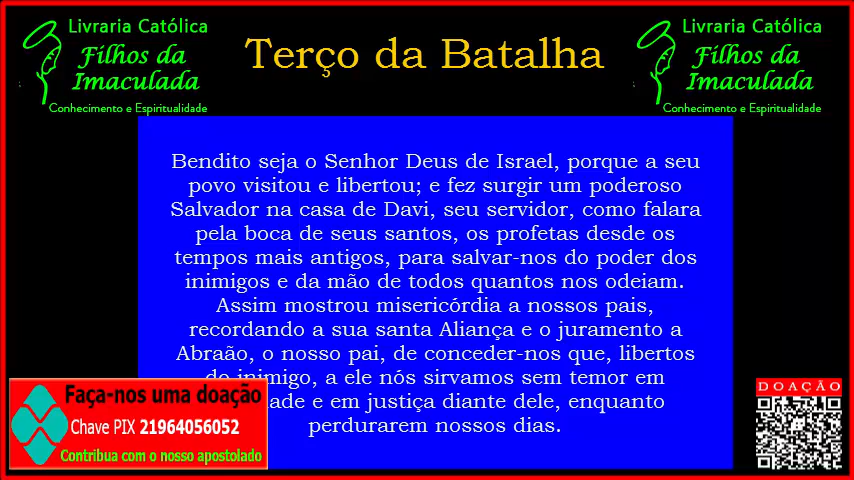 Livraria Católica
Filhos da
Imaculada
Conhecimento e Espiritualidade
Terço da Batalha
Livraria Católica
Filhos da
Imaculada
Conhecimento e Espiritualidade
Bendito seja o Senhor Deus de Israel, porque a seu
povo visitou e libertou; e fez surgir um poderoso
Salvador na casa de Davi, seu servidor, como falara
pela boca de seus santos, os profetas desde os
tempos mais antigos, para salvar-nos do poder dos
inimigos e da mão de todos quantos nos odeiam.
Assim mostrou misericórdia a nossos pais,
recordando a sua santa Aliança e o juramento a
Abraão, o nosso pai, de conceder-nos que, libertos
do inimigo, a ele nós sirvamos sem temor em
e em justiça diante dele, enquanto
perdurarem nossos dias.
Faça-nos uma doação
Chave PIX 21964056052
Contribua com o nosso apostolado
DOAÇÃO